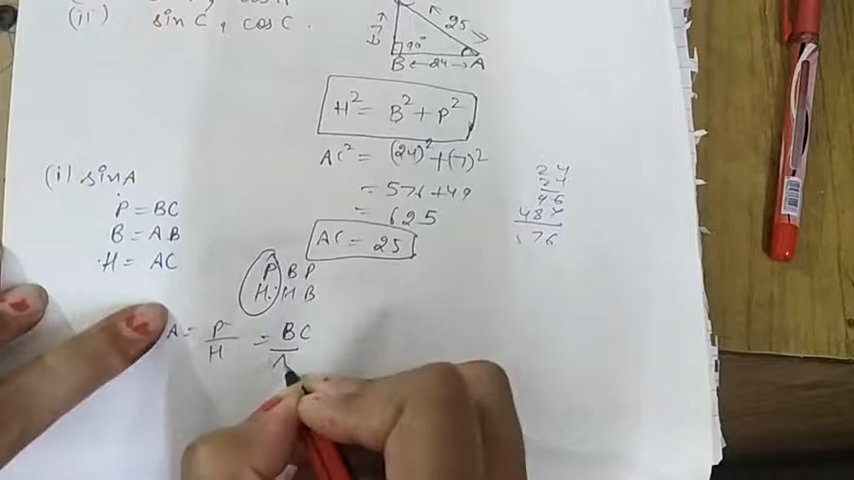 (ii) sin C, cos C.
25
90°
B ← 24 → A
H² = B² + P²
AC² = (24)² + (7)²
= 576 + 49
= 625
AC = 25
24
24
96
48×
576
(i) sin A
P = BC
B = AB
H = AC
P B P
H H B
A = P/H = BC